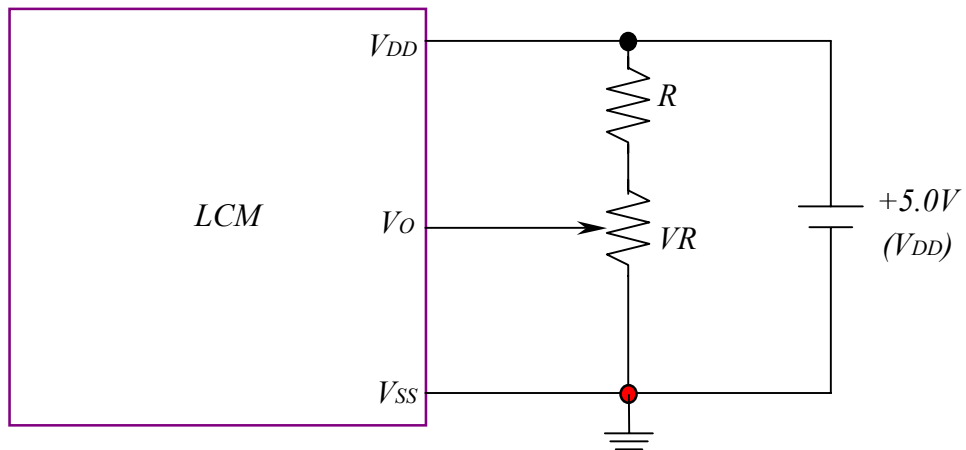 VDD
R
LCM
VO
VR
+5.0V
(VDD)
VSS